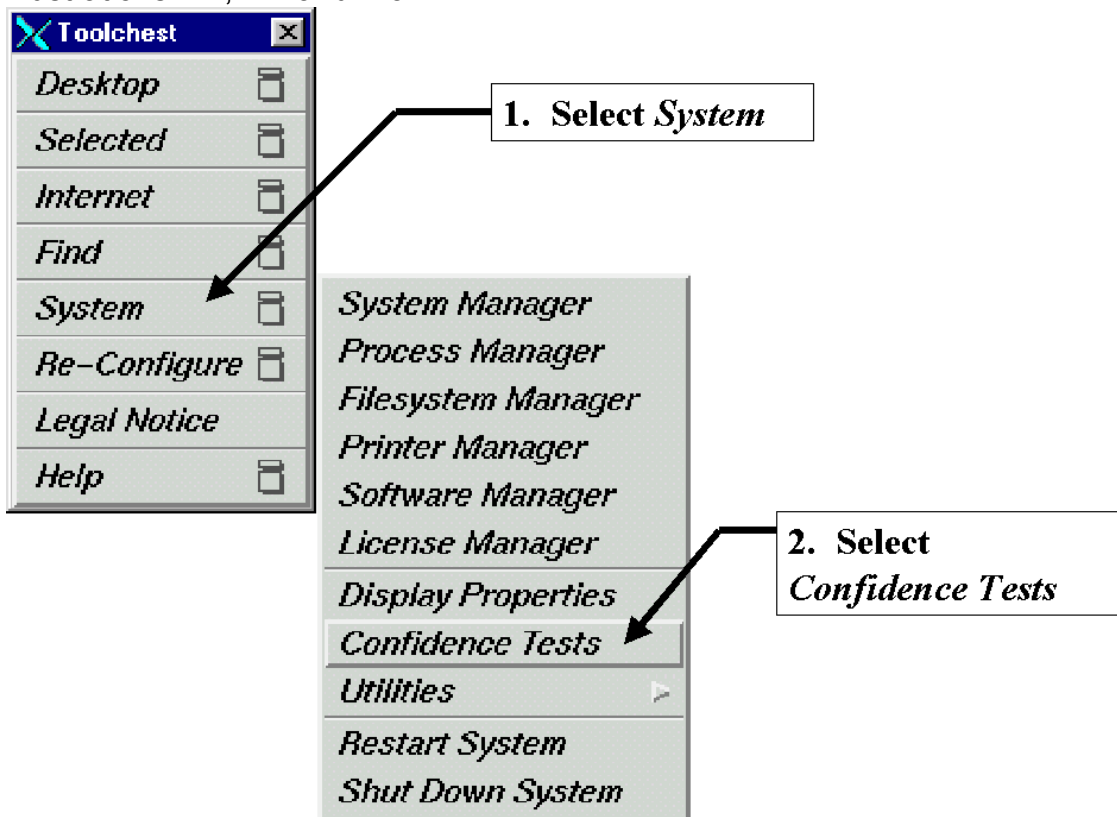 Toolchest
Desktop
Selected
Internet
Find
System
Re-Configure
Legal Notice
Help
1. Select System
System Manager
Process Manager
Filesystem Manager
Printer Manager
Software Manager
License Manager
Display Properties
Confidence Tests
Utilities
Restart System
Shut Down System
2. Select
Confidence Tests